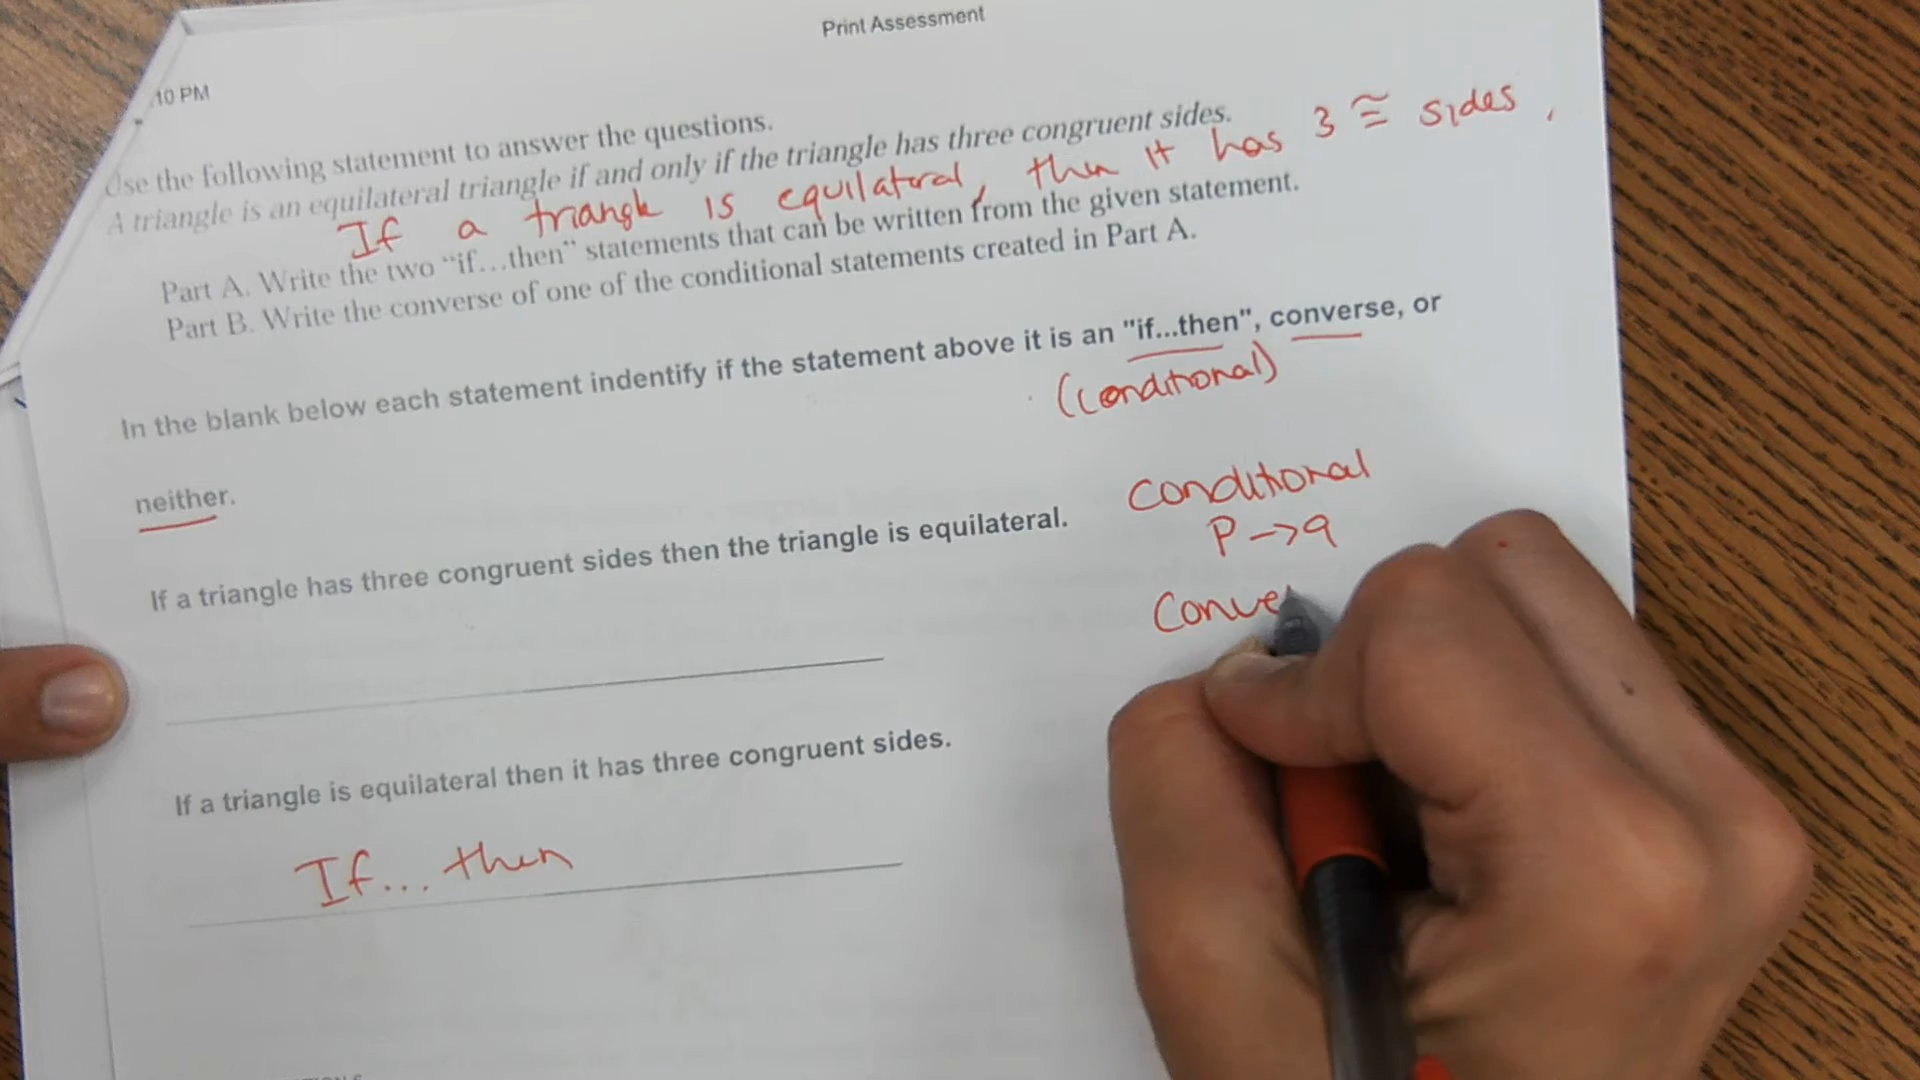 Print Assessment
10 PM
Use the following statement to answer the questions.
A triangle is an equilateral triangle if and only if the triangle has three congruent sides.
If a triangle is equilateral, then it has 3 ≅ sides.
Part A. Write the two “if…then” statements that can be written from the given statement.
Part B. Write the converse of one of the conditional statements created in Part A.
In the blank below each statement indentify if the statement above it is an "if...then", converse, or
(conditional)
neither.
Conditional
P → q
If a triangle has three congruent sides then the triangle is equilateral.
Conve
If a triangle is equilateral then it has three congruent sides.
If... then